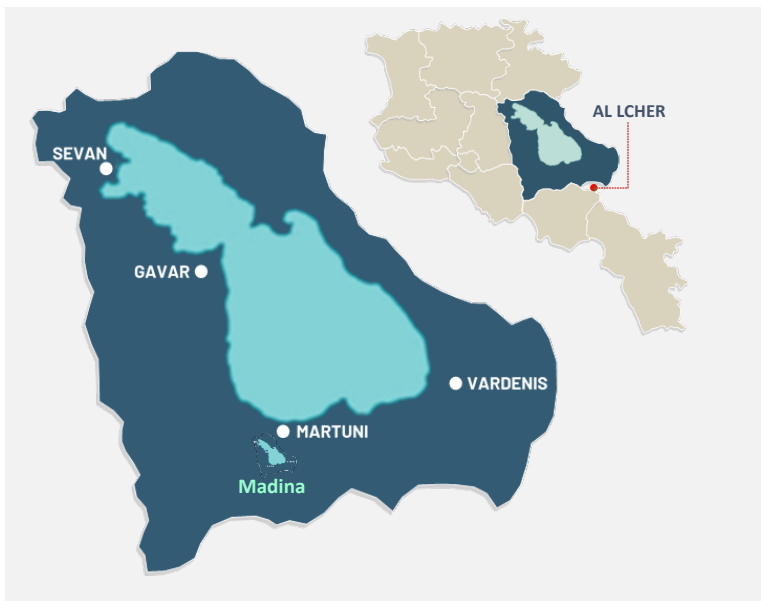 AL LCHER
SEVAN
GAVAR
VARDENIS
MARTUNI
Madina